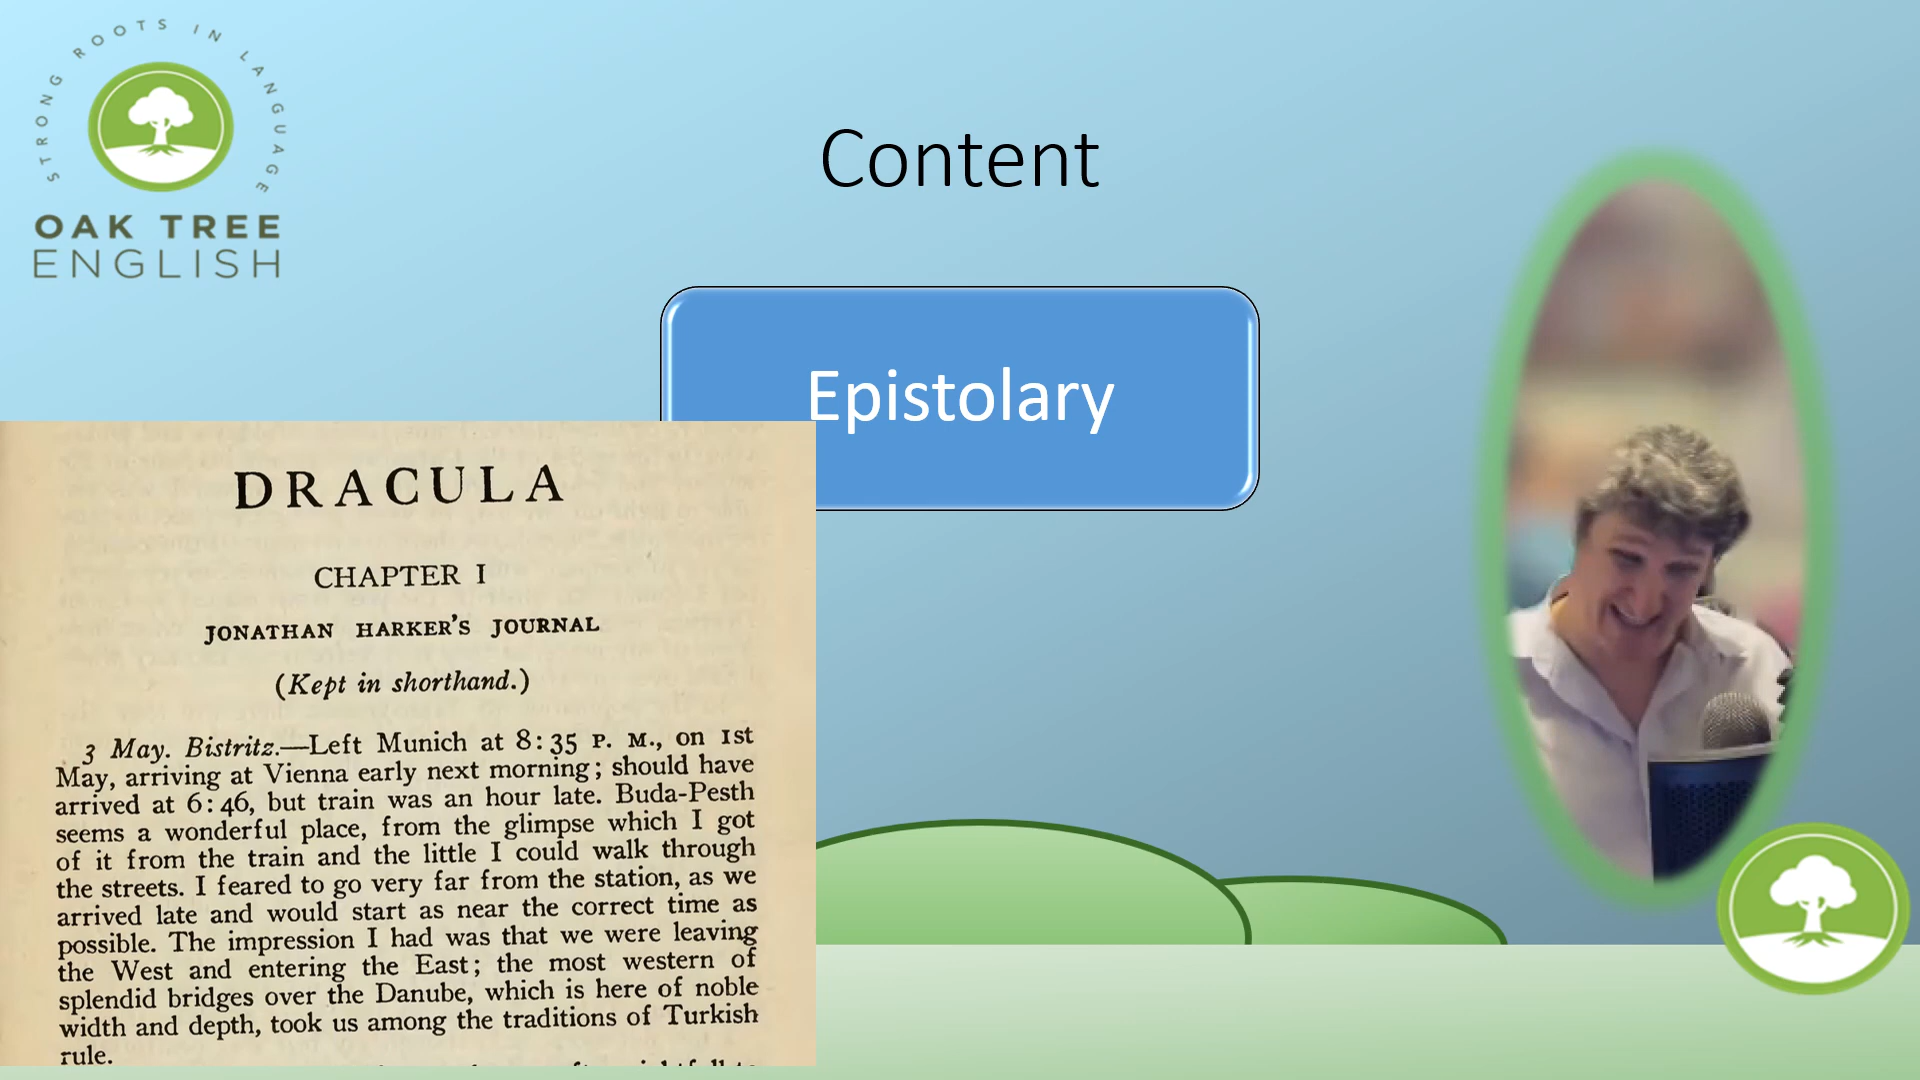 STRONG ROOTS IN LANGUAGE
OAK TREE
ENGLISH
Content
Epistolary
DRACULA
CHAPTER I
JONATHAN HARKER'S JOURNAL
(Kept in shorthand.)
3 May. Bistritz.—Left Munich at 8:35 P. M., on 1st
May, arriving at Vienna early next morning; should have
arrived at 6:46, but train was an hour late. Buda-Pesth
seems a wonderful place, from the glimpse which I got
of it from the train and the little I could walk through
the streets. I feared to go very far from the station, as we
arrived late and would start as near the correct time as
possible. The impression I had was that we were leaving
the West and entering the East; the most western of
splendid bridges over the Danube, which is here of noble
width and depth, took us among the traditions of Turkish
rule.